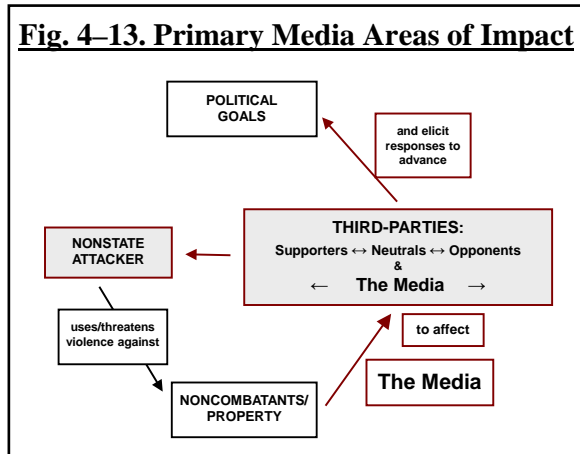 Fig. 4–13. Primary Media Areas of Impact
POLITICAL
GOALS
and elicit
responses to
advance
THIRD-PARTIES:
Supporters ↔ Neutrals ↔ Opponents
&
← The Media →
NONSTATE
ATTACKER
uses/threatens
violence against
to affect
The Media
NONCOMBATANTS/
PROPERTY